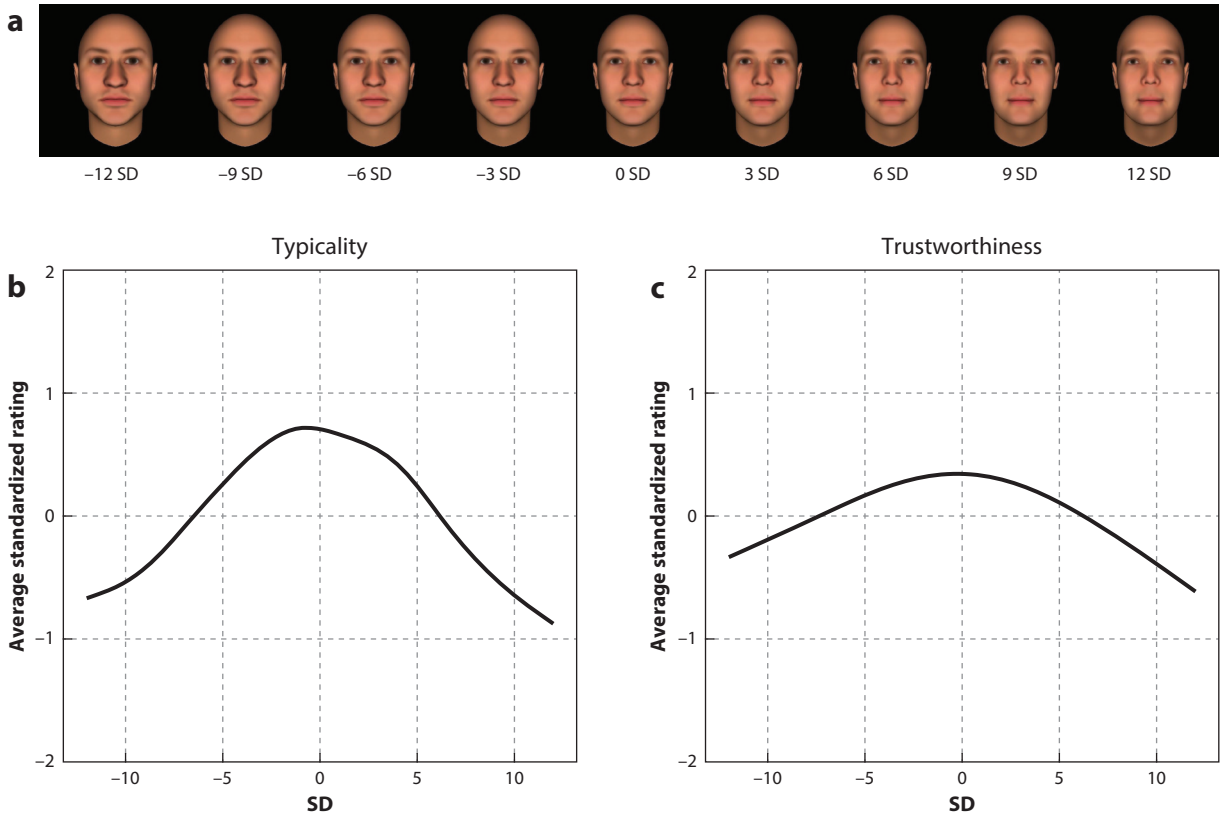 a
–12 SD –9 SD –6 SD –3 SD 0 SD 3 SD 6 SD 9 SD 12 SD
Typicality
b
2
1
0
–1
–2
Average standardized rating
–10 –5 0 5 10
SD
Trustworthiness
c
2
1
0
–1
–2
Average standardized rating
–10 –5 0 5 10
SD